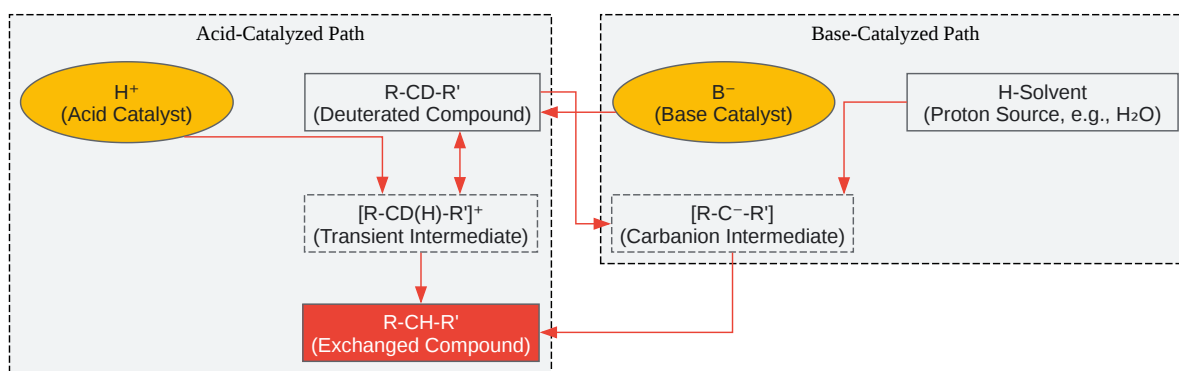 Acid-Catalyzed Path
H⁺
(Acid Catalyst)
R-CD-R'
(Deuterated Compound)
[R-CD(H)-R']⁺
(Transient Intermediate)
R-CH-R'
(Exchanged Compound)
Base-Catalyzed Path
B⁻
(Base Catalyst)
H-Solvent
(Proton Source, e.g., H₂O)
[R-C⁻-R']
(Carbanion Intermediate)